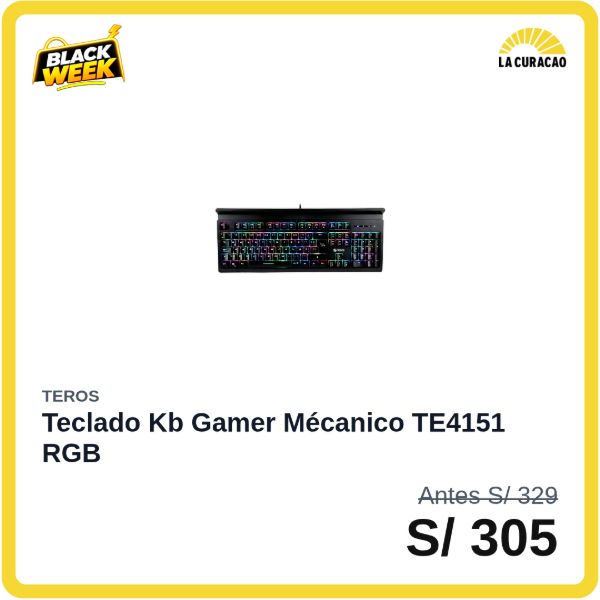 BLACK
WEEK
LA CURACAO
TEROS
Teclado Kb Gamer Mécanico TE4151
RGB
Antes S/ 329
S/ 305